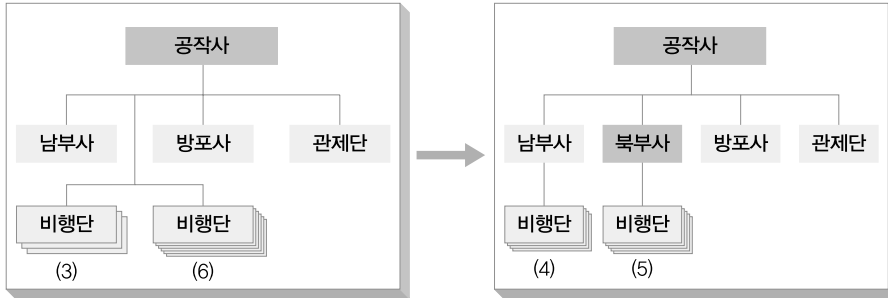 공작사
남부사
방포사
관제단
비행단
비행단
(3)
(6)
공작사
남부사
북부사
방포사
관제단
비행단
비행단
(4)
(5)